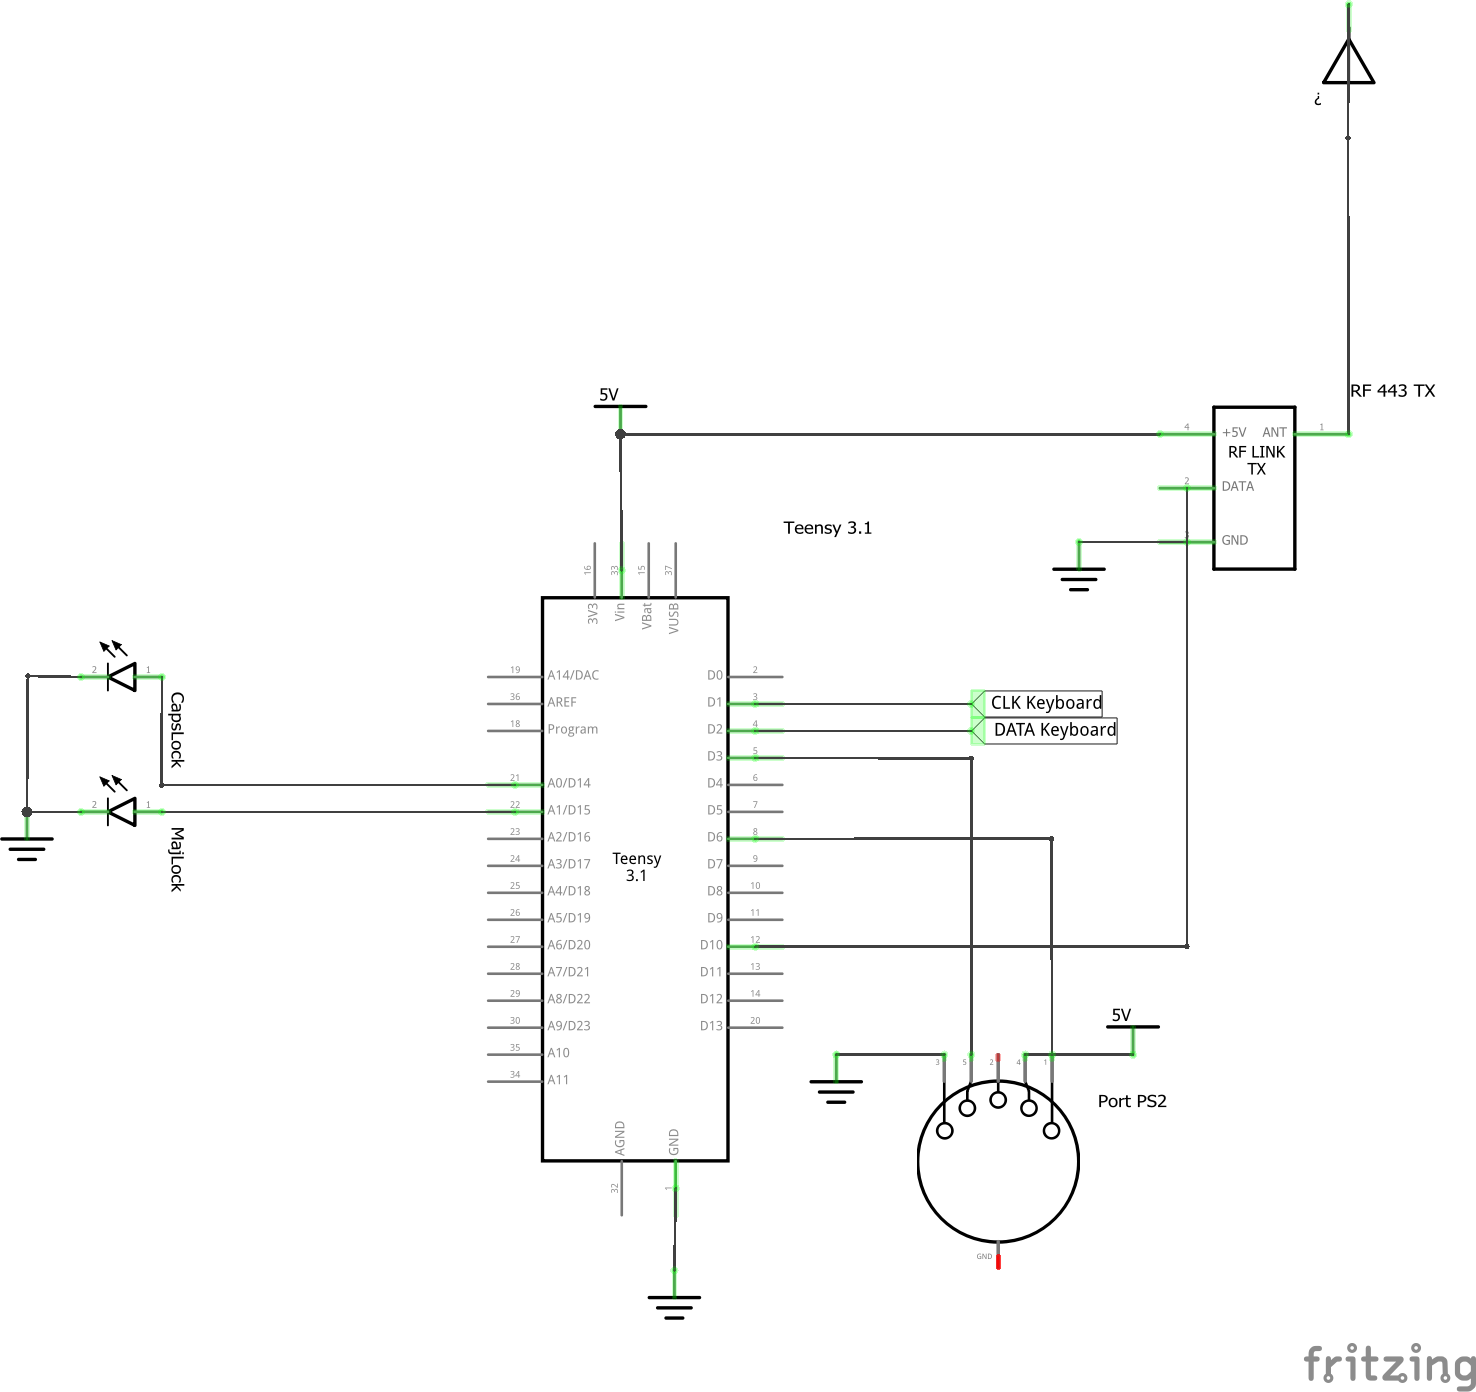 ¿
RF 443 TX
5V
4
+5V
ANT
1
RF LINK
TX
2
DATA
GND
Teensy 3.1
16
33
15
37
3V3
Vin
VBat
VUSB
2
1
CapsLock
2
1
MajLock
19
A14/DAC
36
AREF
18
Program
21
A0/D14
22
A1/D15
23
A2/D16
24
A3/D17
25
A4/D18
26
A5/D19
27
A6/D20
28
A7/D21
29
A8/D22
30
A9/D23
35
A10
34
A11
Teensy
3.1
D0
2
D1
3
D2
4
D3
5
D4
6
D5
7
D6
8
D7
9
D8
10
D9
11
D10
12
D11
13
D12
14
D13
20
CLK Keyboard
DATA Keyboard
AGND
GND
32
1
5V
3
5
2
4
1
Port PS2
GND
fritzing